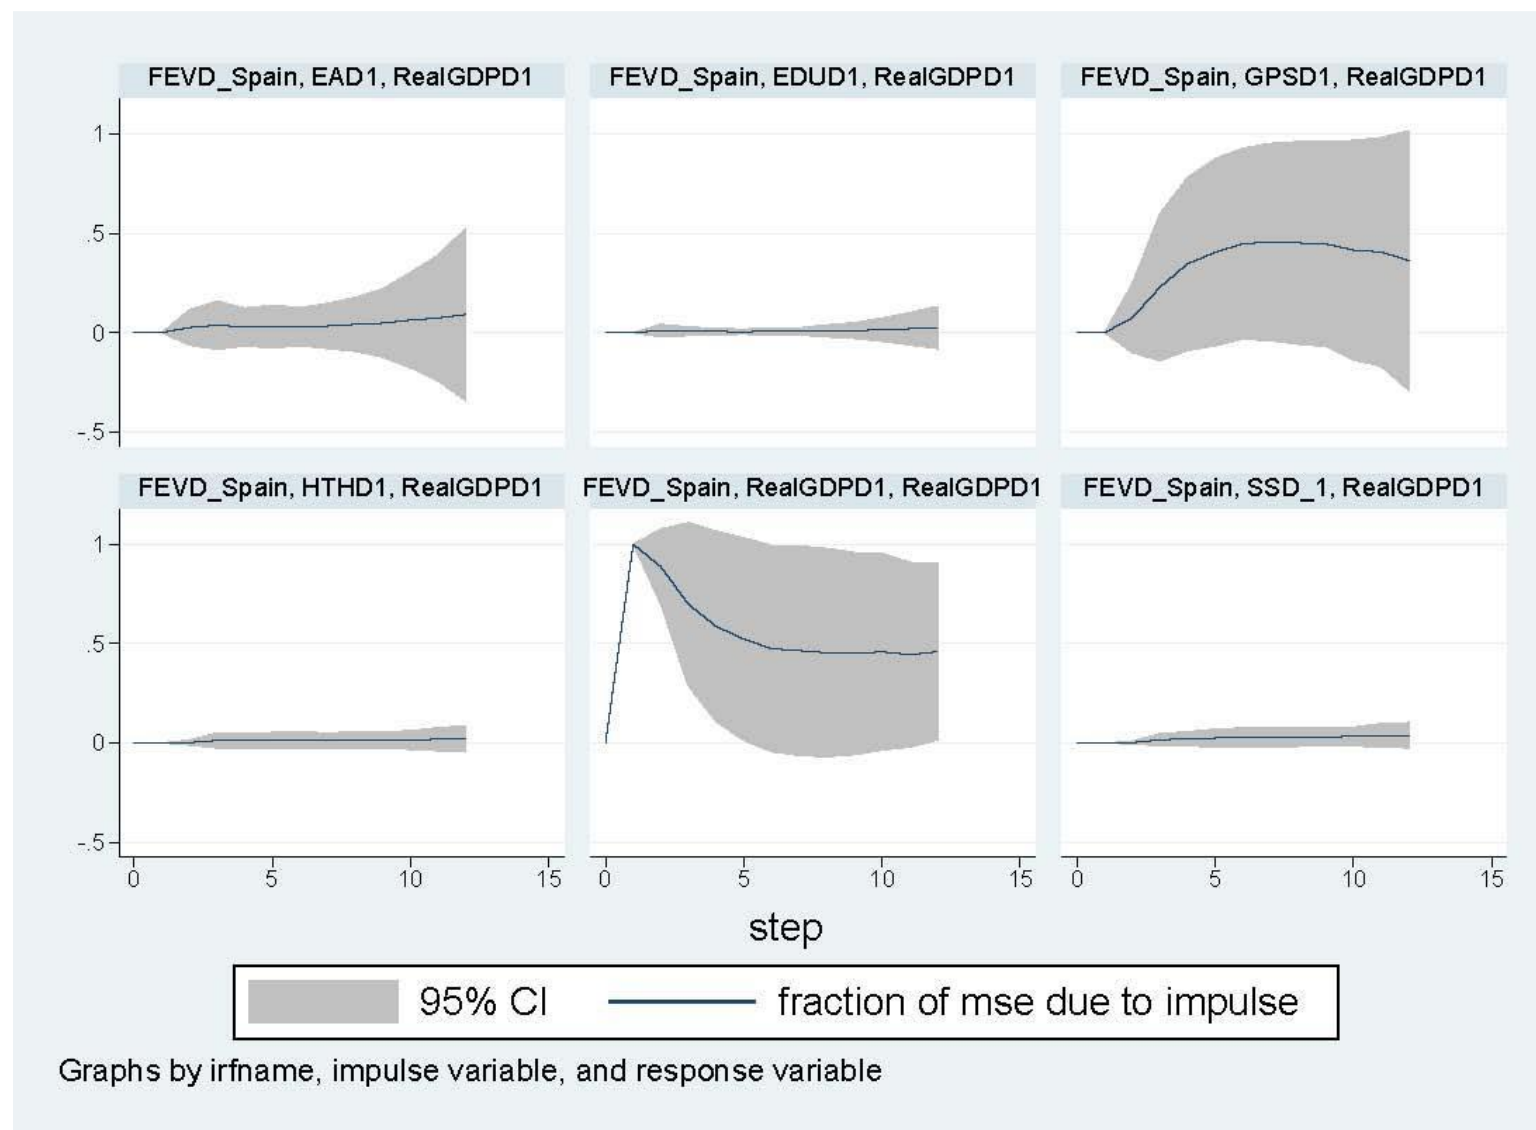 FEVD_Spain, EAD1, RealGDPD1
FEVD_Spain, EDUD1, RealGDPD1
FEVD_Spain, GPSD1, RealGDPD1
1
.5
0
-.5
FEVD_Spain, HTHD1, RealGDPD1
FEVD_Spain, RealGDPD1, RealGDPD1
FEVD_Spain, SSD_1, RealGDPD1
1
.5
0
-.5
0 5 10 15
0 5 10 15
0 5 10 15
step
95% CI
fraction of mse due to impulse
Graphs by irfname, impulse variable, and response variable